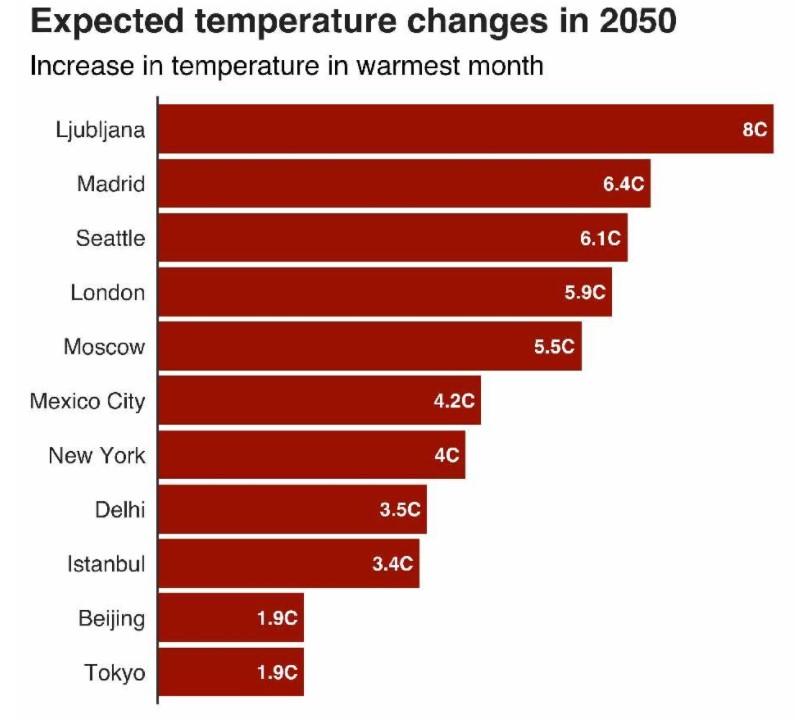 Expected temperature changes in 2050
Increase in temperature in warmest month
Ljubljana 8C
Madrid 6.4C
Seattle 6.1C
London 5.9C
Moscow 5.5C
Mexico City 4.2C
New York 4C
Delhi 3.5C
Istanbul 3.4C
Beijing 1.9C
Tokyo 1.9C